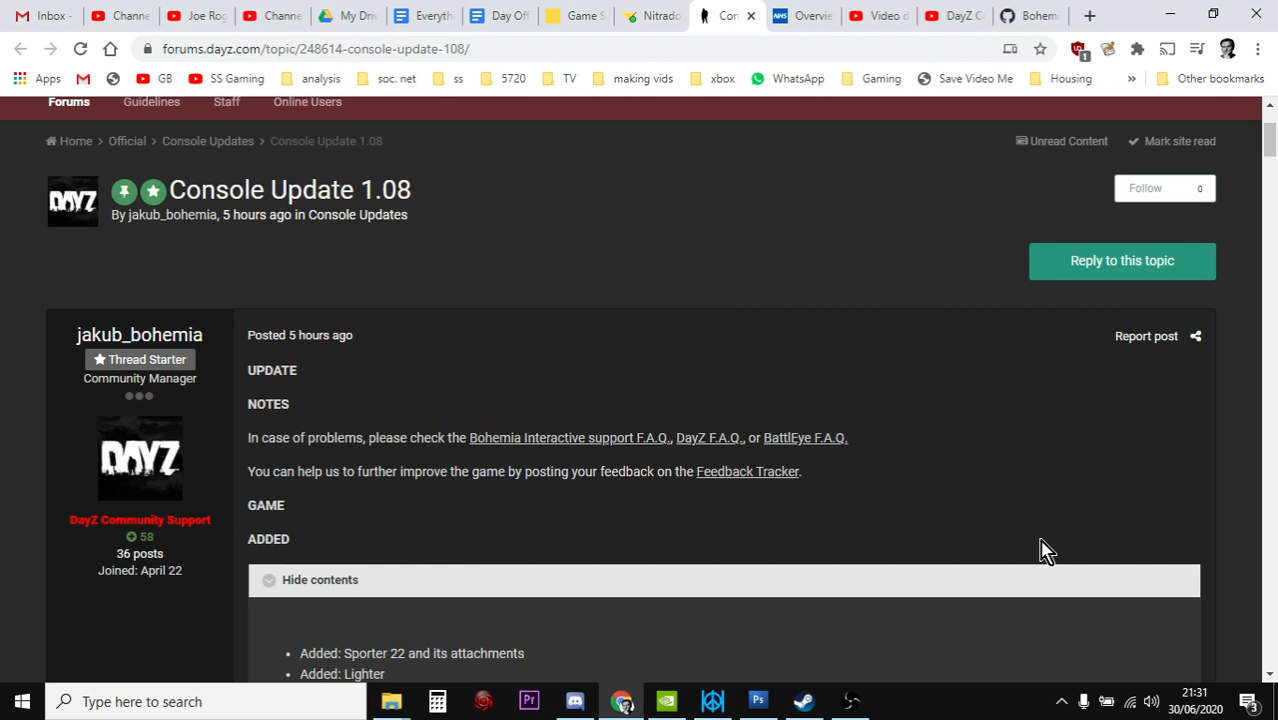 Inbox -
Channe
Joe Rog
Channe
My Driv
Everyth
Day Off
Game S
Nitrado
Con
Overvie
Video d
DayZ C
Bohemi
forums.dayz.com/topic/248614-console-update-108/
1
Apps
GB
SS Gaming
analysis
soc. net
ss
5720
TV
making vids
xbox
WhatsApp
Gaming
Save Video Me
Housing
»
Other bookmarks
Forums
Guidelines
Staff
Online Users
Home > Official > Console Updates > Console Update 1.08
Unread Content
Mark site read
DAYZ
Console Update 1.08
By jakub_bohemia, 5 hours ago in Console Updates
Follow 0
Reply to this topic
jakub_bohemia
Thread Starter
Community Manager
DAYZ
DayZ Community Support
58
36 posts
Joined: April 22
Posted 5 hours ago
Report post
UPDATE
NOTES
In case of problems, please check the Bohemia Interactive support F.A.Q., DayZ F.A.Q., or BattlEye F.A.Q.
You can help us to further improve the game by posting your feedback on the Feedback Tracker.
GAME
ADDED
Hide contents
• Added: Sporter 22 and its attachments
• Added: Lighter
Type here to search
Pr
Ps
21:31
30/06/2020
3